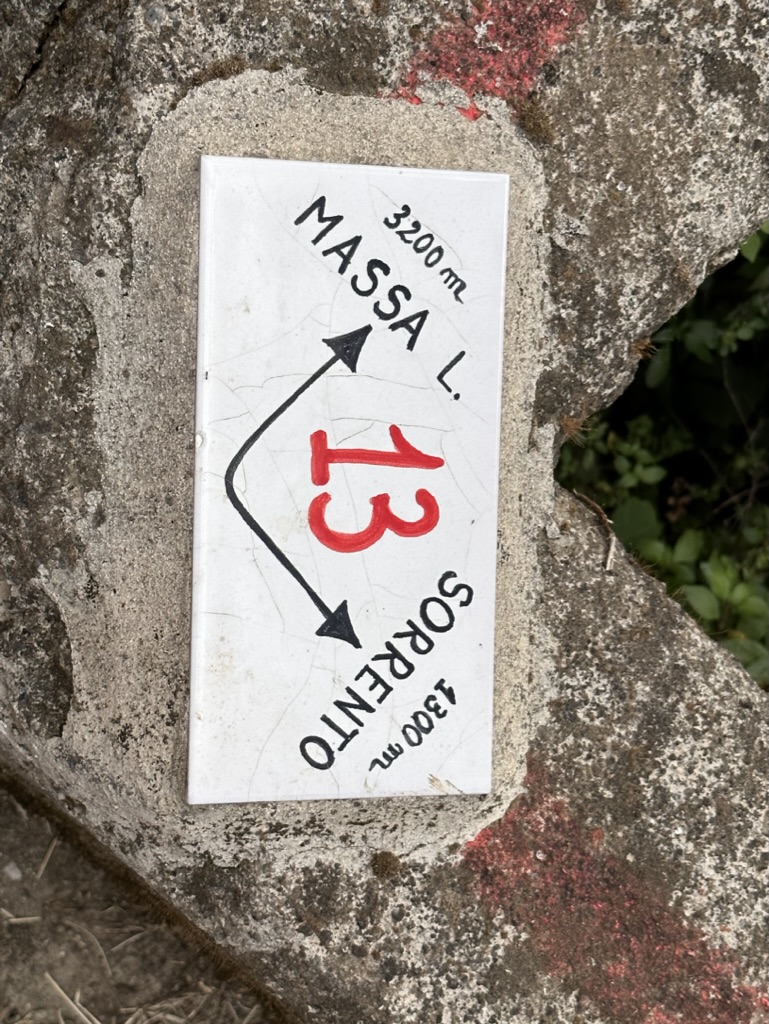 3200 m
MASSA L.
13
1300 m
SORRENTO